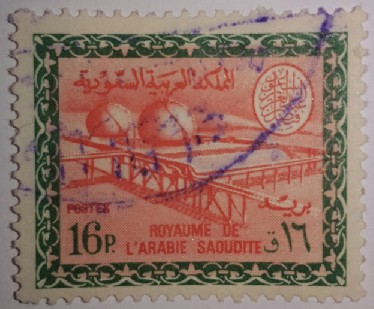 المملكة العربية السعودية
POSTES
بريد
ROYAUME DE
L'ARABIE SAOUDITE
16 P.
١٦ ق